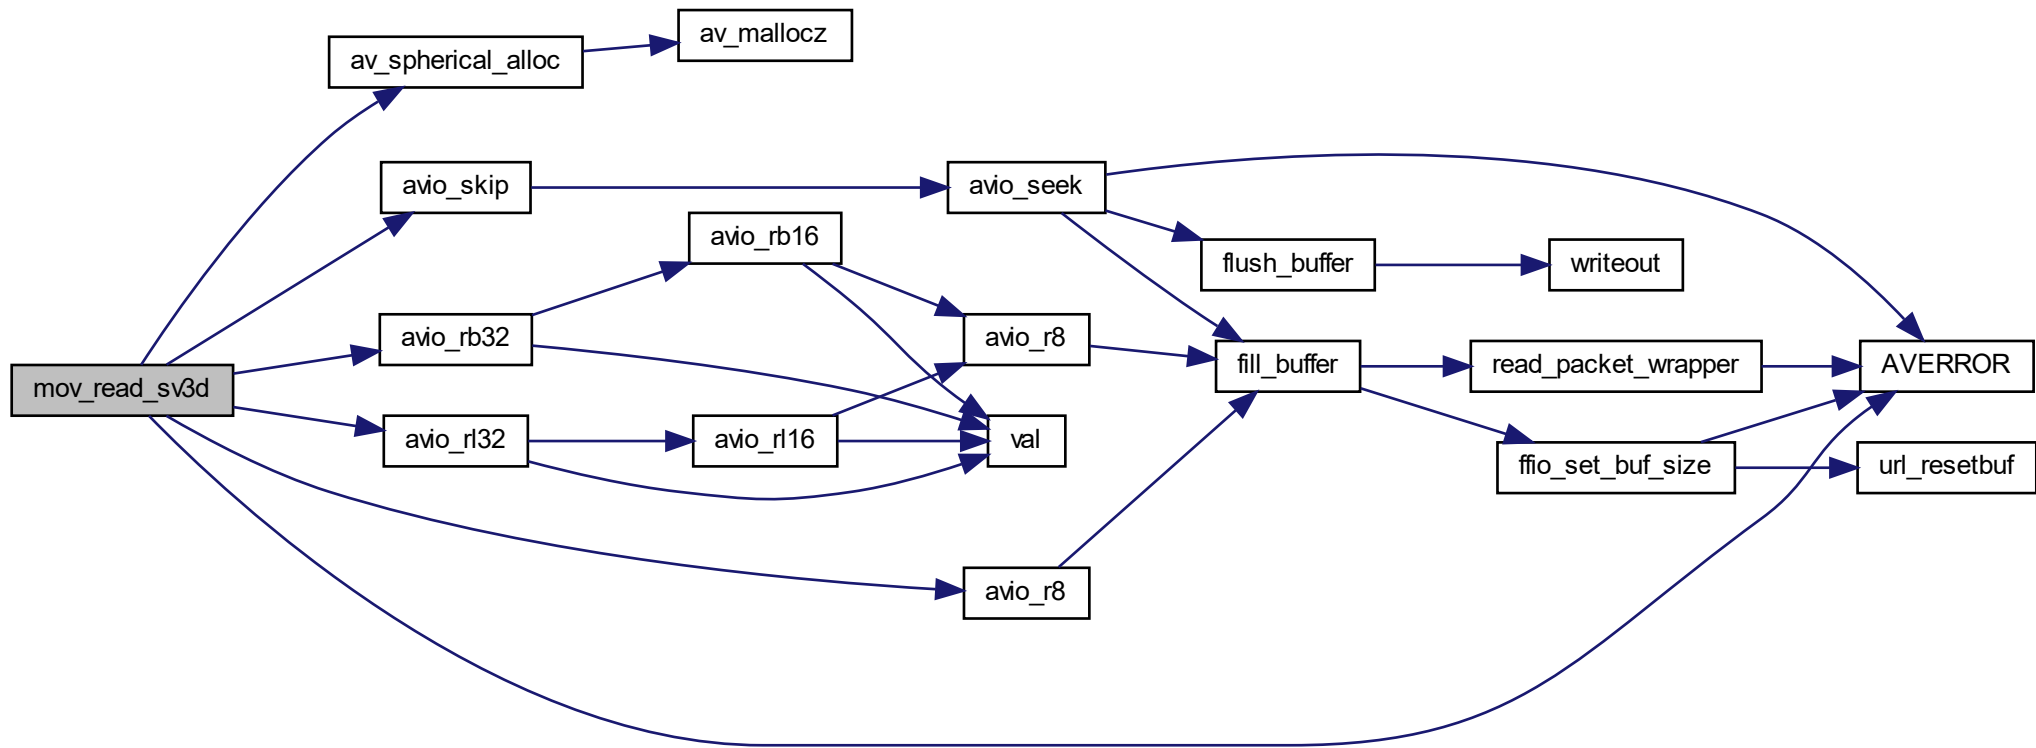 av_mallocz
av_spherical_alloc
avio_skip
avio_seek
avio_rb16
flush_buffer
writeout
avio_rb32
avio_r8
fill_buffer
read_packet_wrapper
AVERROR
mov_read_sv3d
avio_rl32
avio_rl16
val
ffio_set_buf_size
url_resetbuf
avio_r8